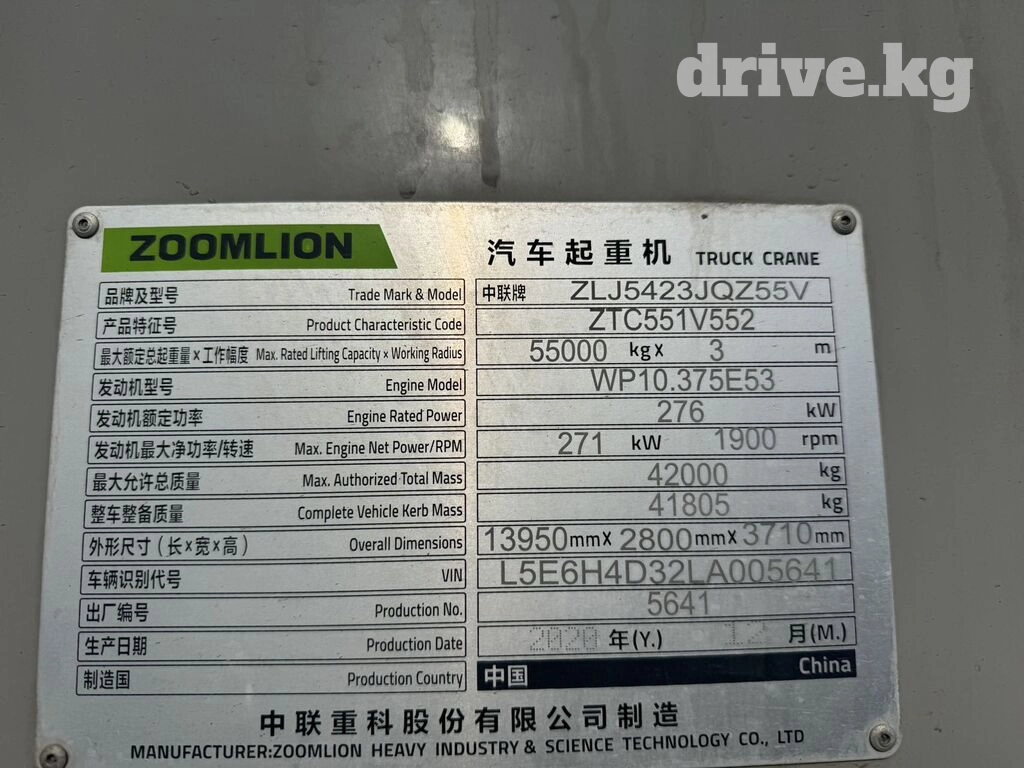 drive.kg
ZOOMLION 汽车起重机 TRUCK CRANE
品牌及型号 Trade Mark & Model 中联牌 ZLJ5423JQZ55V
产品特征号 Product Characteristic Code ZTC551V552
最大额定总起重量×工作幅度 Max. Rated Lifting Capacity × Working Radius 55000 kg× 3 m
发动机型号 Engine Model WP10.375E53
发动机额定功率 Engine Rated Power 276 kW
发动机最大净功率/转速 Max. Engine Net Power/RPM 271 kW 1900 rpm
最大允许总质量 Max. Authorized Total Mass 42000 kg
整车整备质量 Complete Vehicle Kerb Mass 41805 kg
外形尺寸(长×宽×高) Overall Dimensions 13950mm× 2800mm× 3710mm
车辆识别代号 VIN L5E6H4D32LA005641
出厂编号 Production No. 5641
生产日期 Production Date 2020 年(Y.) 12 月(M.)
制造国 Production Country 中国 China
中联重科股份有限公司制造
MANUFACTURER:ZOOMLION HEAVY INDUSTRY & SCIENCE TECHNOLOGY CO., LTD